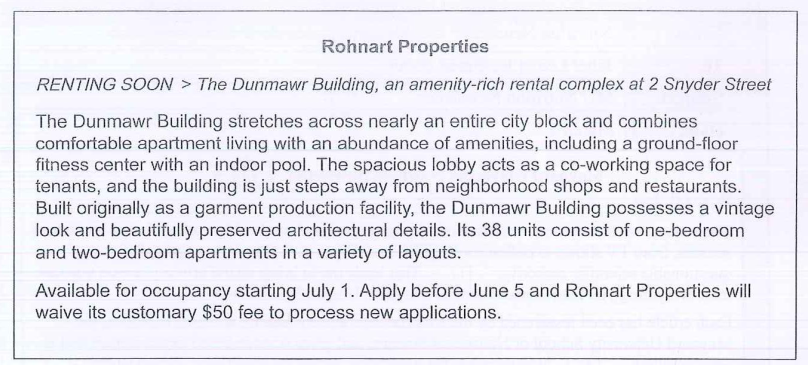 Rohnart Properties
RENTING SOON > The Dunmawr Building, an amenity-rich rental complex at 2 Snyder Street
The Dunmawr Building stretches across nearly an entire city block and combines
comfortable apartment living with an abundance of amenities, including a ground-floor
fitness center with an indoor pool. The spacious lobby acts as a co-working space for
tenants, and the building is just steps away from neighborhood shops and restaurants.
Built originally as a garment production facility, the Dunmawr Building possesses a vintage
look and beautifully preserved architectural details. Its 38 units consist of one-bedroom
and two-bedroom apartments in a variety of layouts.
Available for occupancy starting July 1. Apply before June 5 and Rohnart Properties will
waive its customary $50 fee to process new applications.